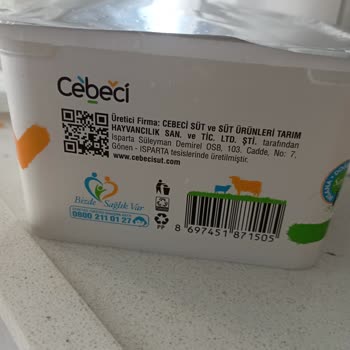 Cebeci
Üretici Firma: CEBECİ SÜT ve SÜT ÜRÜNLERİ TARIM
HAYVANCILIK SAN. ve TİC. LTD. ŞTİ. tarafından
Isparta Süleyman Demirel OSB, 103. Cadde, No: 7,
Gönen - ISPARTA tesislerinde üretilmiştir.
www.cebecisut.com
Bizde Sağlık Var
0800 211 01 27
PP
8 697451 871505